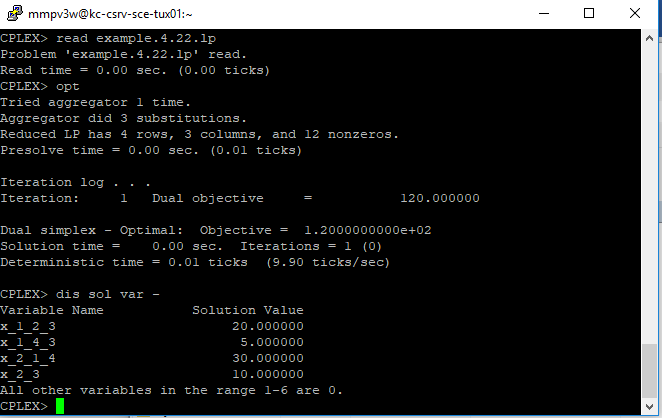 mmpv3w@kc-csrv-sce-tux01:~
CPLEX> read example.4.22.lp
Problem 'example.4.22.lp' read.
Read time = 0.00 sec. (0.00 ticks)
CPLEX> opt
Tried aggregator 1 time.
Aggregator did 3 substitutions.
Reduced LP has 4 rows, 3 columns, and 12 nonzeros.
Presolve time = 0.00 sec. (0.01 ticks)
Iteration log . . .
Iteration:     1   Dual objective     =           120.000000
Dual simplex - Optimal:  Objective =  1.2000000000e+02
Solution time =    0.00 sec.  Iterations = 1 (0)
Deterministic time = 0.01 ticks  (9.90 ticks/sec)
CPLEX> dis sol var -
Variable Name           Solution Value
x_1_2_3                      20.000000
x_1_4_3                       5.000000
x_2_1_4                      30.000000
x_2_3                        10.000000
All other variables in the range 1-6 are 0.
CPLEX>